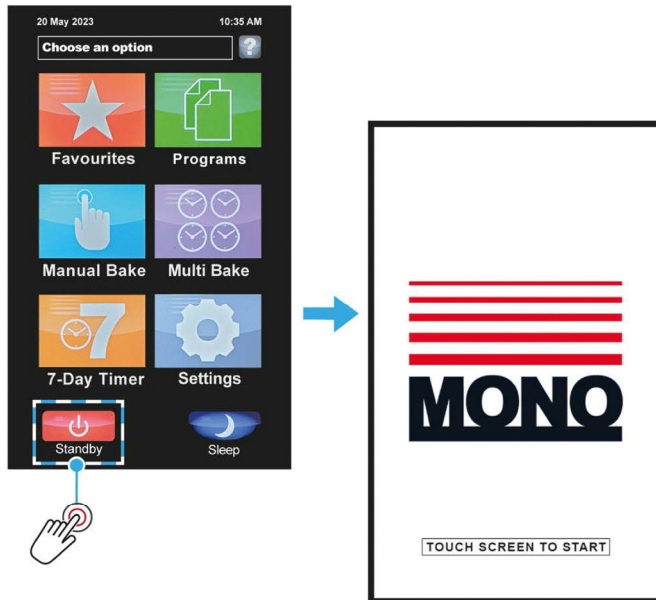 20 May 2023 10:35 AM
Choose an option ?
Favourites Programs
Manual Bake Multi Bake
7
7-Day Timer Settings
Standby Sleep
MONO
TOUCH SCREEN TO START